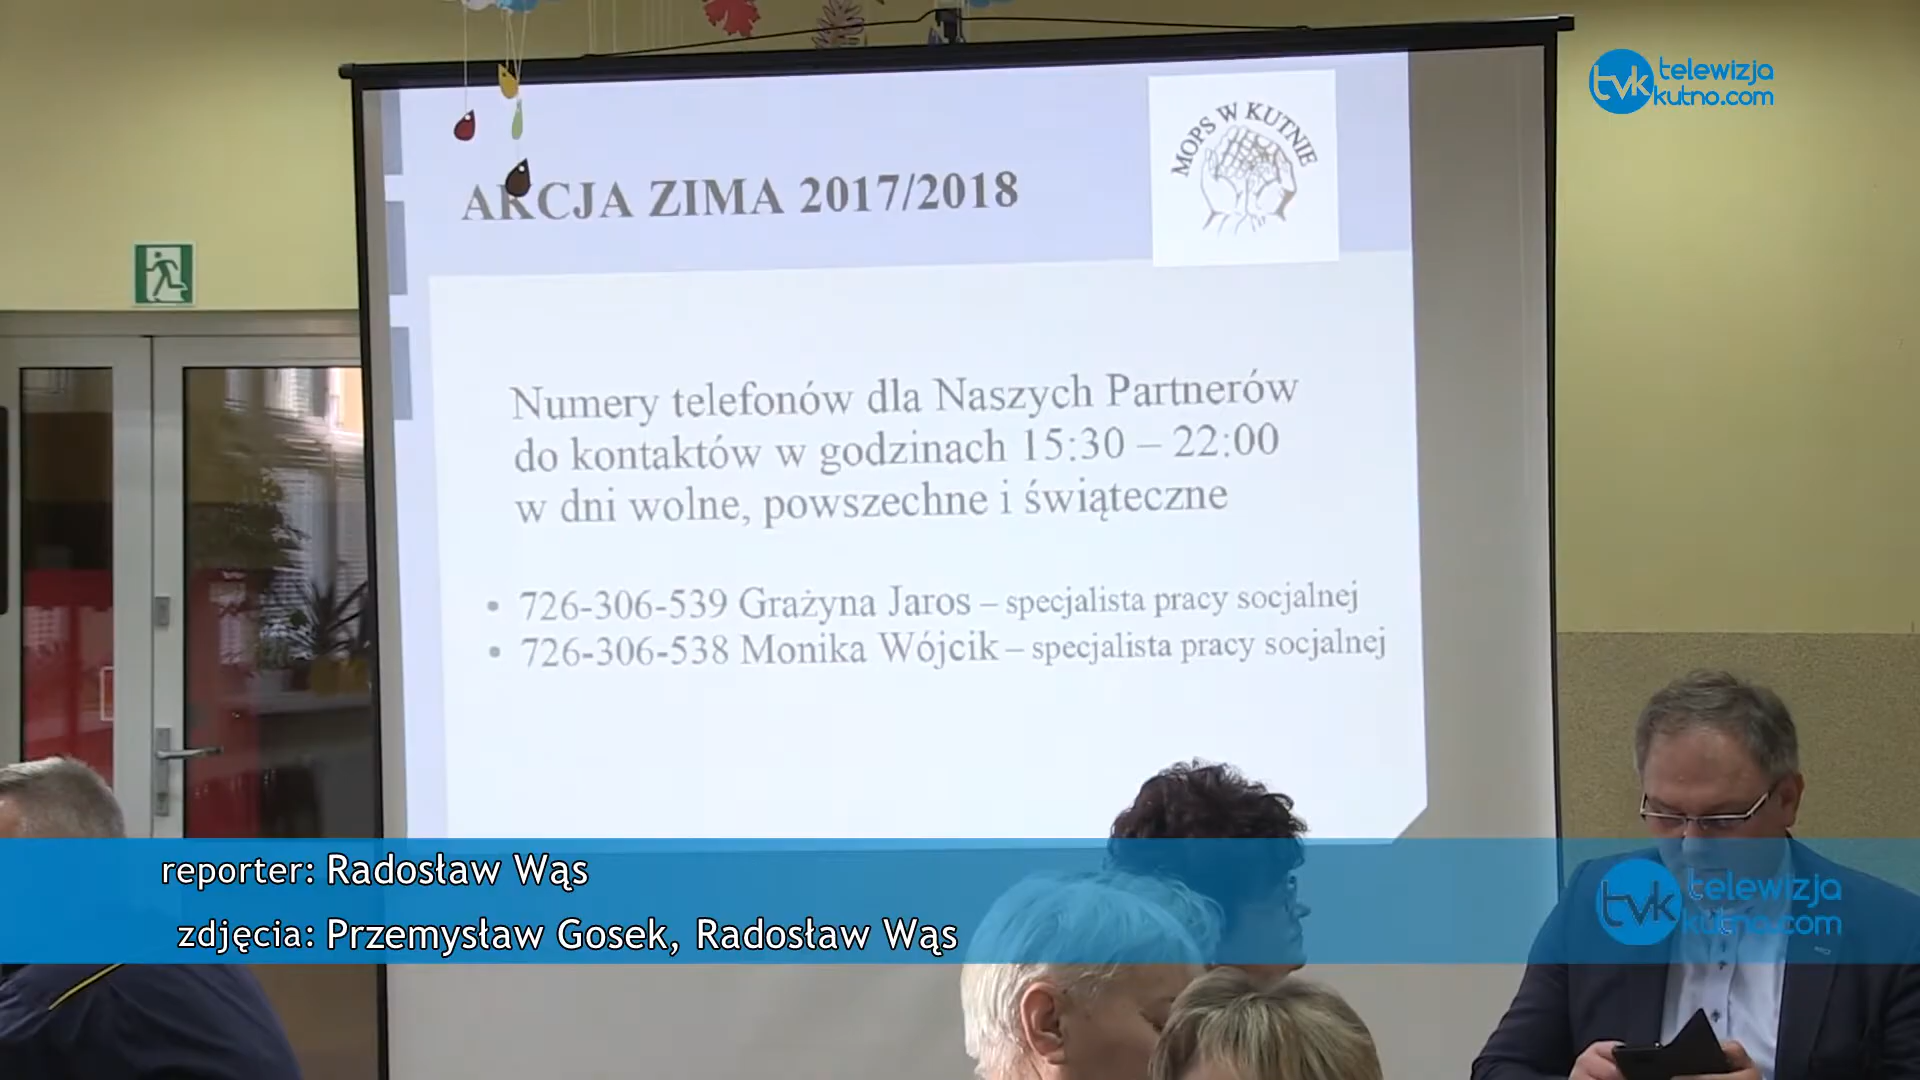 telewizja
tvk
kutno.com
MOPS W KUTNIE
AKCJA ZIMA 2017/2018
Numery telefonów dla Naszych Partnerów
do kontaktów w godzinach 15:30 – 22:00
w dni wolne, powszechne i świąteczne
• 726-306-539 Grażyna Jaros – specjalista pracy socjalnej
• 726-306-538 Monika Wójcik – specjalista pracy socjalnej
reporter: Radosław Wąs
zdjęcia: Przemysław Gosek, Radosław Wąs
telewizja
tvk
kutno.com